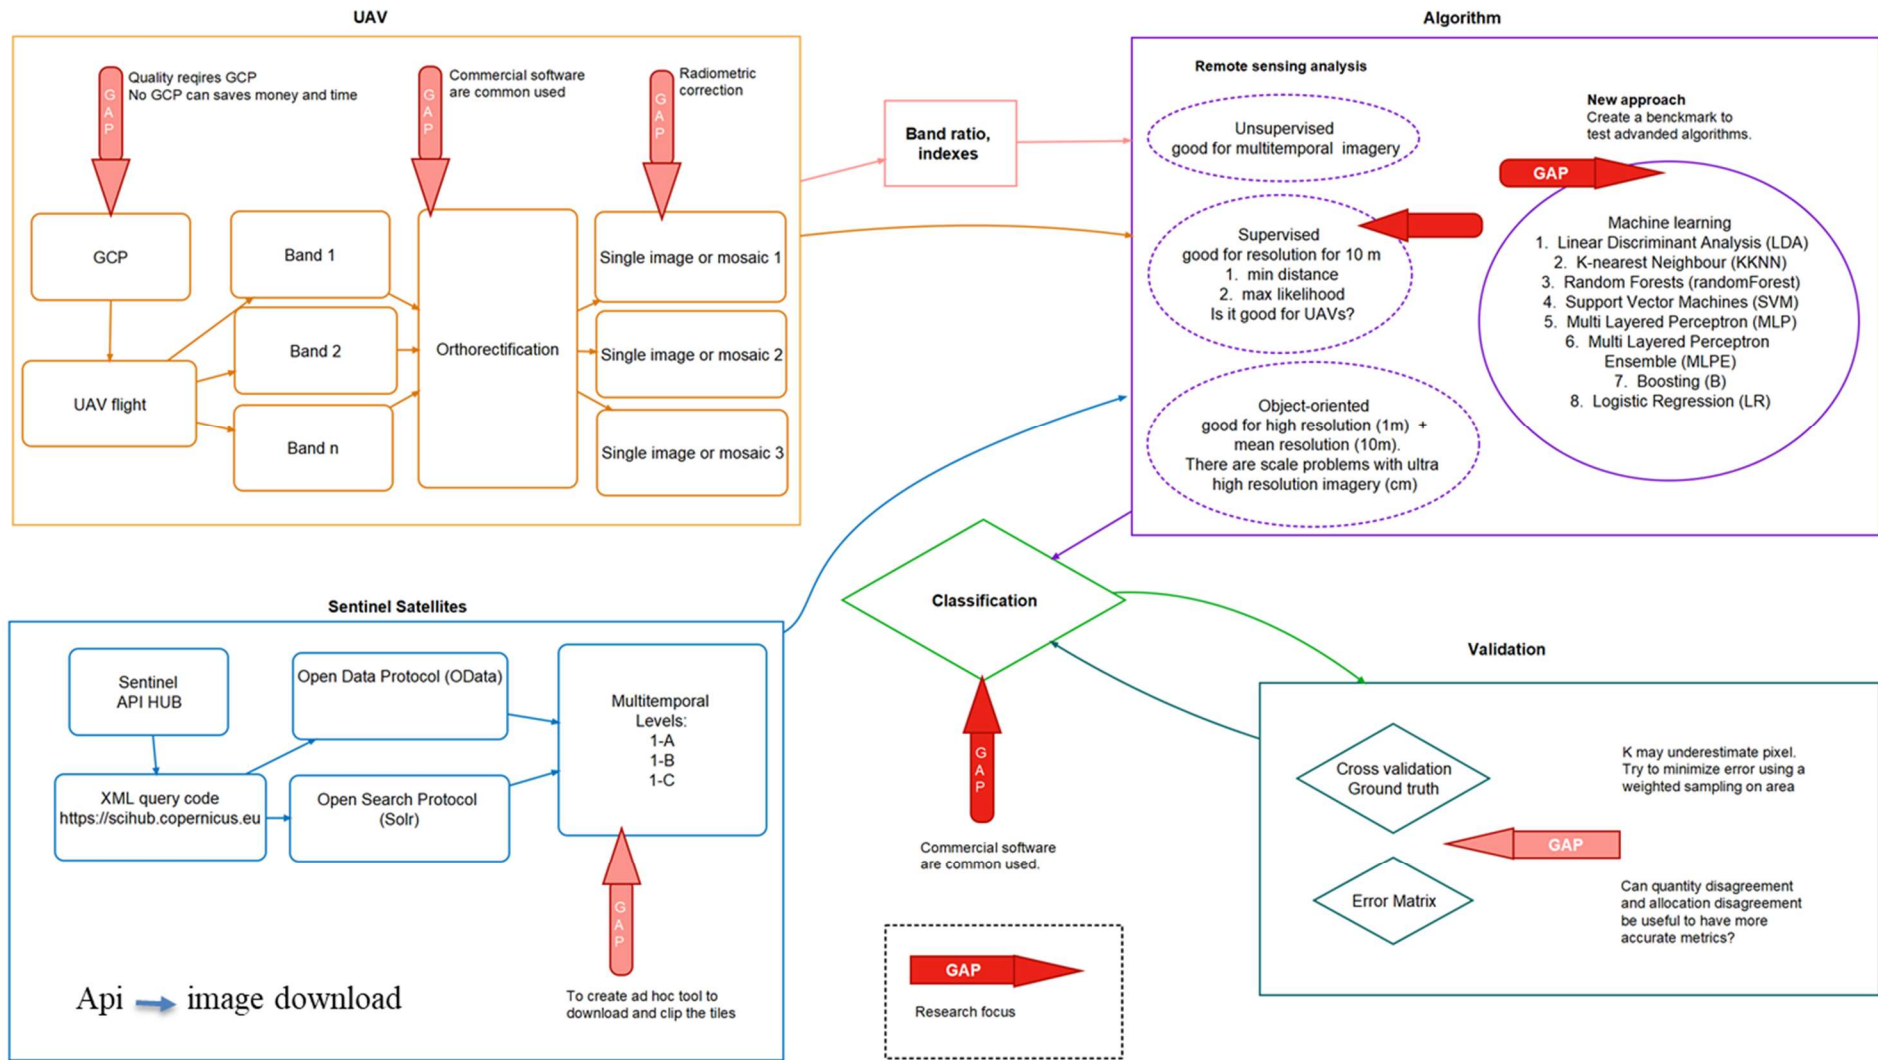 UAV
Quality reqires GCP
No GCP can saves money and time
GAP
Commercial software
are common used
GAP
Radiometric
correction
GAP
GCP
UAV flight
Band 1
Band 2
Band n
Orthorectification
Single image or mosaic 1
Single image or mosaic 2
Single image or mosaic 3
Band ratio,
indexes
Algorithm
Remote sensing analysis
Unsupervised
good for multitemporal imagery
Supervised
good for resolution for 10 m
1. min distance
2. max likelihood
Is it good for UAVs?
Object-oriented
good for high resolution (1m) +
mean resolution (10m).
There are scale problems with ultra
high resolution imagery (cm)
New approach
Create a benckmark to
test advanded algorithms.
GAP
Machine learning
1. Linear Discriminant Analysis (LDA)
2. K-nearest Neighbour (KKNN)
3. Random Forests (randomForest)
4. Support Vector Machines (SVM)
5. Multi Layered Perceptron (MLP)
6. Multi Layered Perceptron
Ensemble (MLPE)
7. Boosting (B)
8. Logistic Regression (LR)
Sentinel Satellites
Sentinel
API HUB
XML query code
https://scihub.copernicus.eu
Open Data Protocol (OData)
Open Search Protocol
(Solr)
Multitemporal
Levels:
1-A
1-B
1-C
GAP
To create ad hoc tool to
download and clip the tiles
Api image download
Classification
GAP
Commercial software
are common used.
GAP
Research focus
Validation
Cross validation
Ground truth
Error Matrix
K may underestimate pixel.
Try to minimize error using a
weighted sampling on area
GAP
Can quantity disagreement
and allocation disagreement
be useful to have more
accurate metrics?